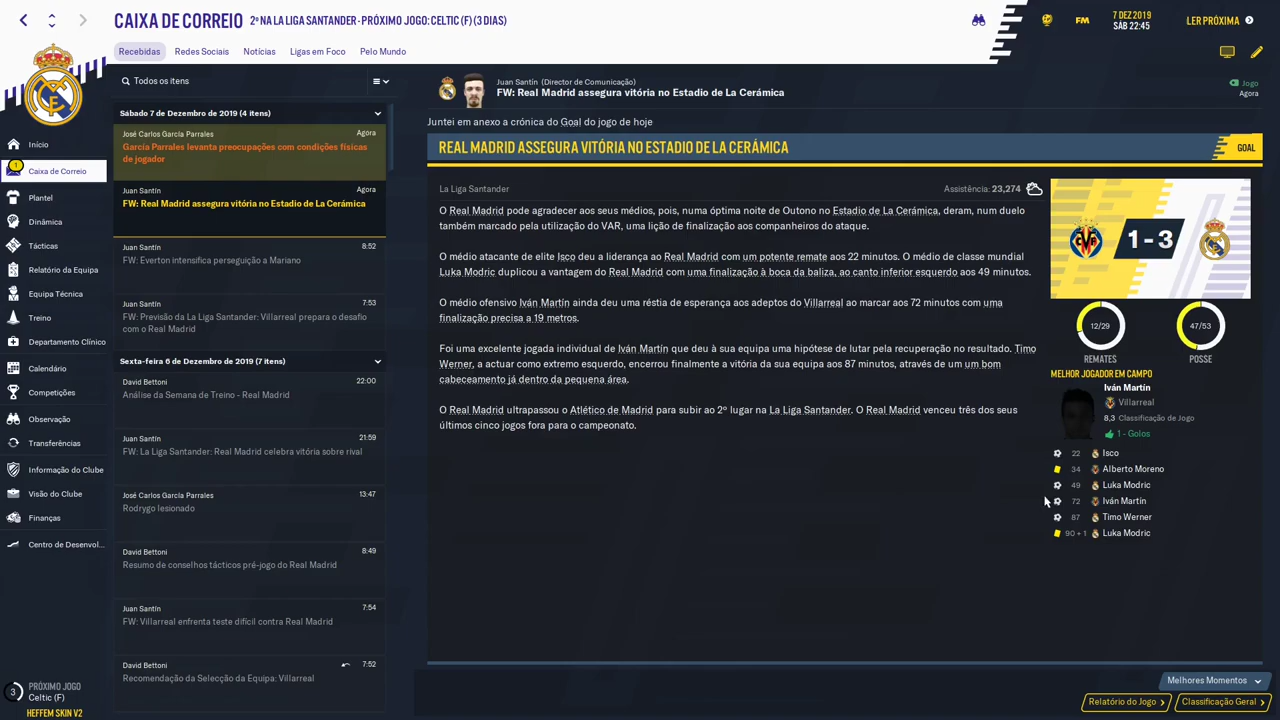 CAIXA DE CORREIO
2º NA LA LIGA SANTANDER · PRÓXIMO JOGO: CELTIC (F) (3 DIAS)
FM
7 DEZ 2019
SÁB 22:45
LER PRÓXIMA
Recebidas
Redes Sociais
Notícias
Ligas em Foco
Pelo Mundo
Início
1
Caixa de Correio
Plantel
Dinâmica
Tácticas
Relatório da Equipa
Equipa Técnica
Treino
Departamento Clínico
Calendário
Competições
Observação
Transferências
Informação do Clube
Visão do Clube
Finanças
Centro de Desenvol...
3
PRÓXIMO JOGO
Celtic (F)
HEFFEM SKIN V2
Todos os itens
Sábado 7 de Dezembro de 2019 (4 itens)
José Carlos García Parrales
Agora
García Parrales levanta preocupações com condições físicas
de jogador
Juan Santín
Agora
FW: Real Madrid assegura vitória no Estadio de La Cerámica
Juan Santín
8:52
FW: Everton intensifica perseguição a Mariano
Juan Santín
7:53
FW: Previsão da La Liga Santander: Villarreal prepara o desafio
com o Real Madrid
Sexta-feira 6 de Dezembro de 2019 (7 itens)
David Bettoni
22:00
Análise da Semana de Treino - Real Madrid
Juan Santín
21:59
FW: La Liga Santander: Real Madrid celebra vitória sobre rival
José Carlos García Parrales
13:47
Rodrygo lesionado
David Bettoni
8:49
Resumo de conselhos tácticos pré-jogo do Real Madrid
Juan Santín
7:54
FW: Villarreal enfrenta teste difícil contra Real Madrid
David Bettoni
7:52
Recomendação da Selecção da Equipa: Villarreal
Juan Santín (Director de Comunicação)
FW: Real Madrid assegura vitória no Estadio de La Cerámica
Jogo
Agora
Juntei em anexo a crónica do Goal do jogo de hoje
REAL MADRID ASSEGURA VITÓRIA NO ESTADIO DE LA CERÁMICA
GOAL
La Liga Santander
Assistência: 23,274
O Real Madrid pode agradecer aos seus médios, pois, numa óptima noite de Outono no Estadio de La Cerámica, deram, num duelo
também marcado pela utilização do VAR, uma lição de finalização aos companheiros do ataque.
O médio atacante de elite Isco deu a liderança ao Real Madrid com um potente remate aos 22 minutos. O médio de classe mundial
Luka Modric duplicou a vantagem do Real Madrid com uma finalização à boca da baliza, ao canto inferior esquerdo aos 49 minutos.
O médio ofensivo Iván Martín ainda deu uma réstia de esperança aos adeptos do Villarreal ao marcar aos 72 minutos com uma
finalização precisa a 19 metros.
Foi uma excelente jogada individual de Iván Martín que deu à sua equipa uma hipótese de lutar pela recuperação no resultado. Timo
Werner, a actuar como extremo esquerdo, encerrou finalmente a vitória da sua equipa aos 87 minutos, através de um bom
cabeceamento já dentro da pequena área.
O Real Madrid ultrapassou o Atlético de Madrid para subir ao 2º lugar na La Liga Santander. O Real Madrid venceu três dos seus
últimos cinco jogos fora para o campeonato.
1 - 3
12/29
47/53
REMATES
POSSE
MELHOR JOGADOR EM CAMPO
Iván Martín
Villarreal
8,3 Classificação de Jogo
1 - Golos
22 Isco
34 Alberto Moreno
49 Luka Modric
72 Iván Martín
87 Timo Werner
90 + 1 Luka Modric
Melhores Momentos
Relatório do Jogo
Classificação Geral